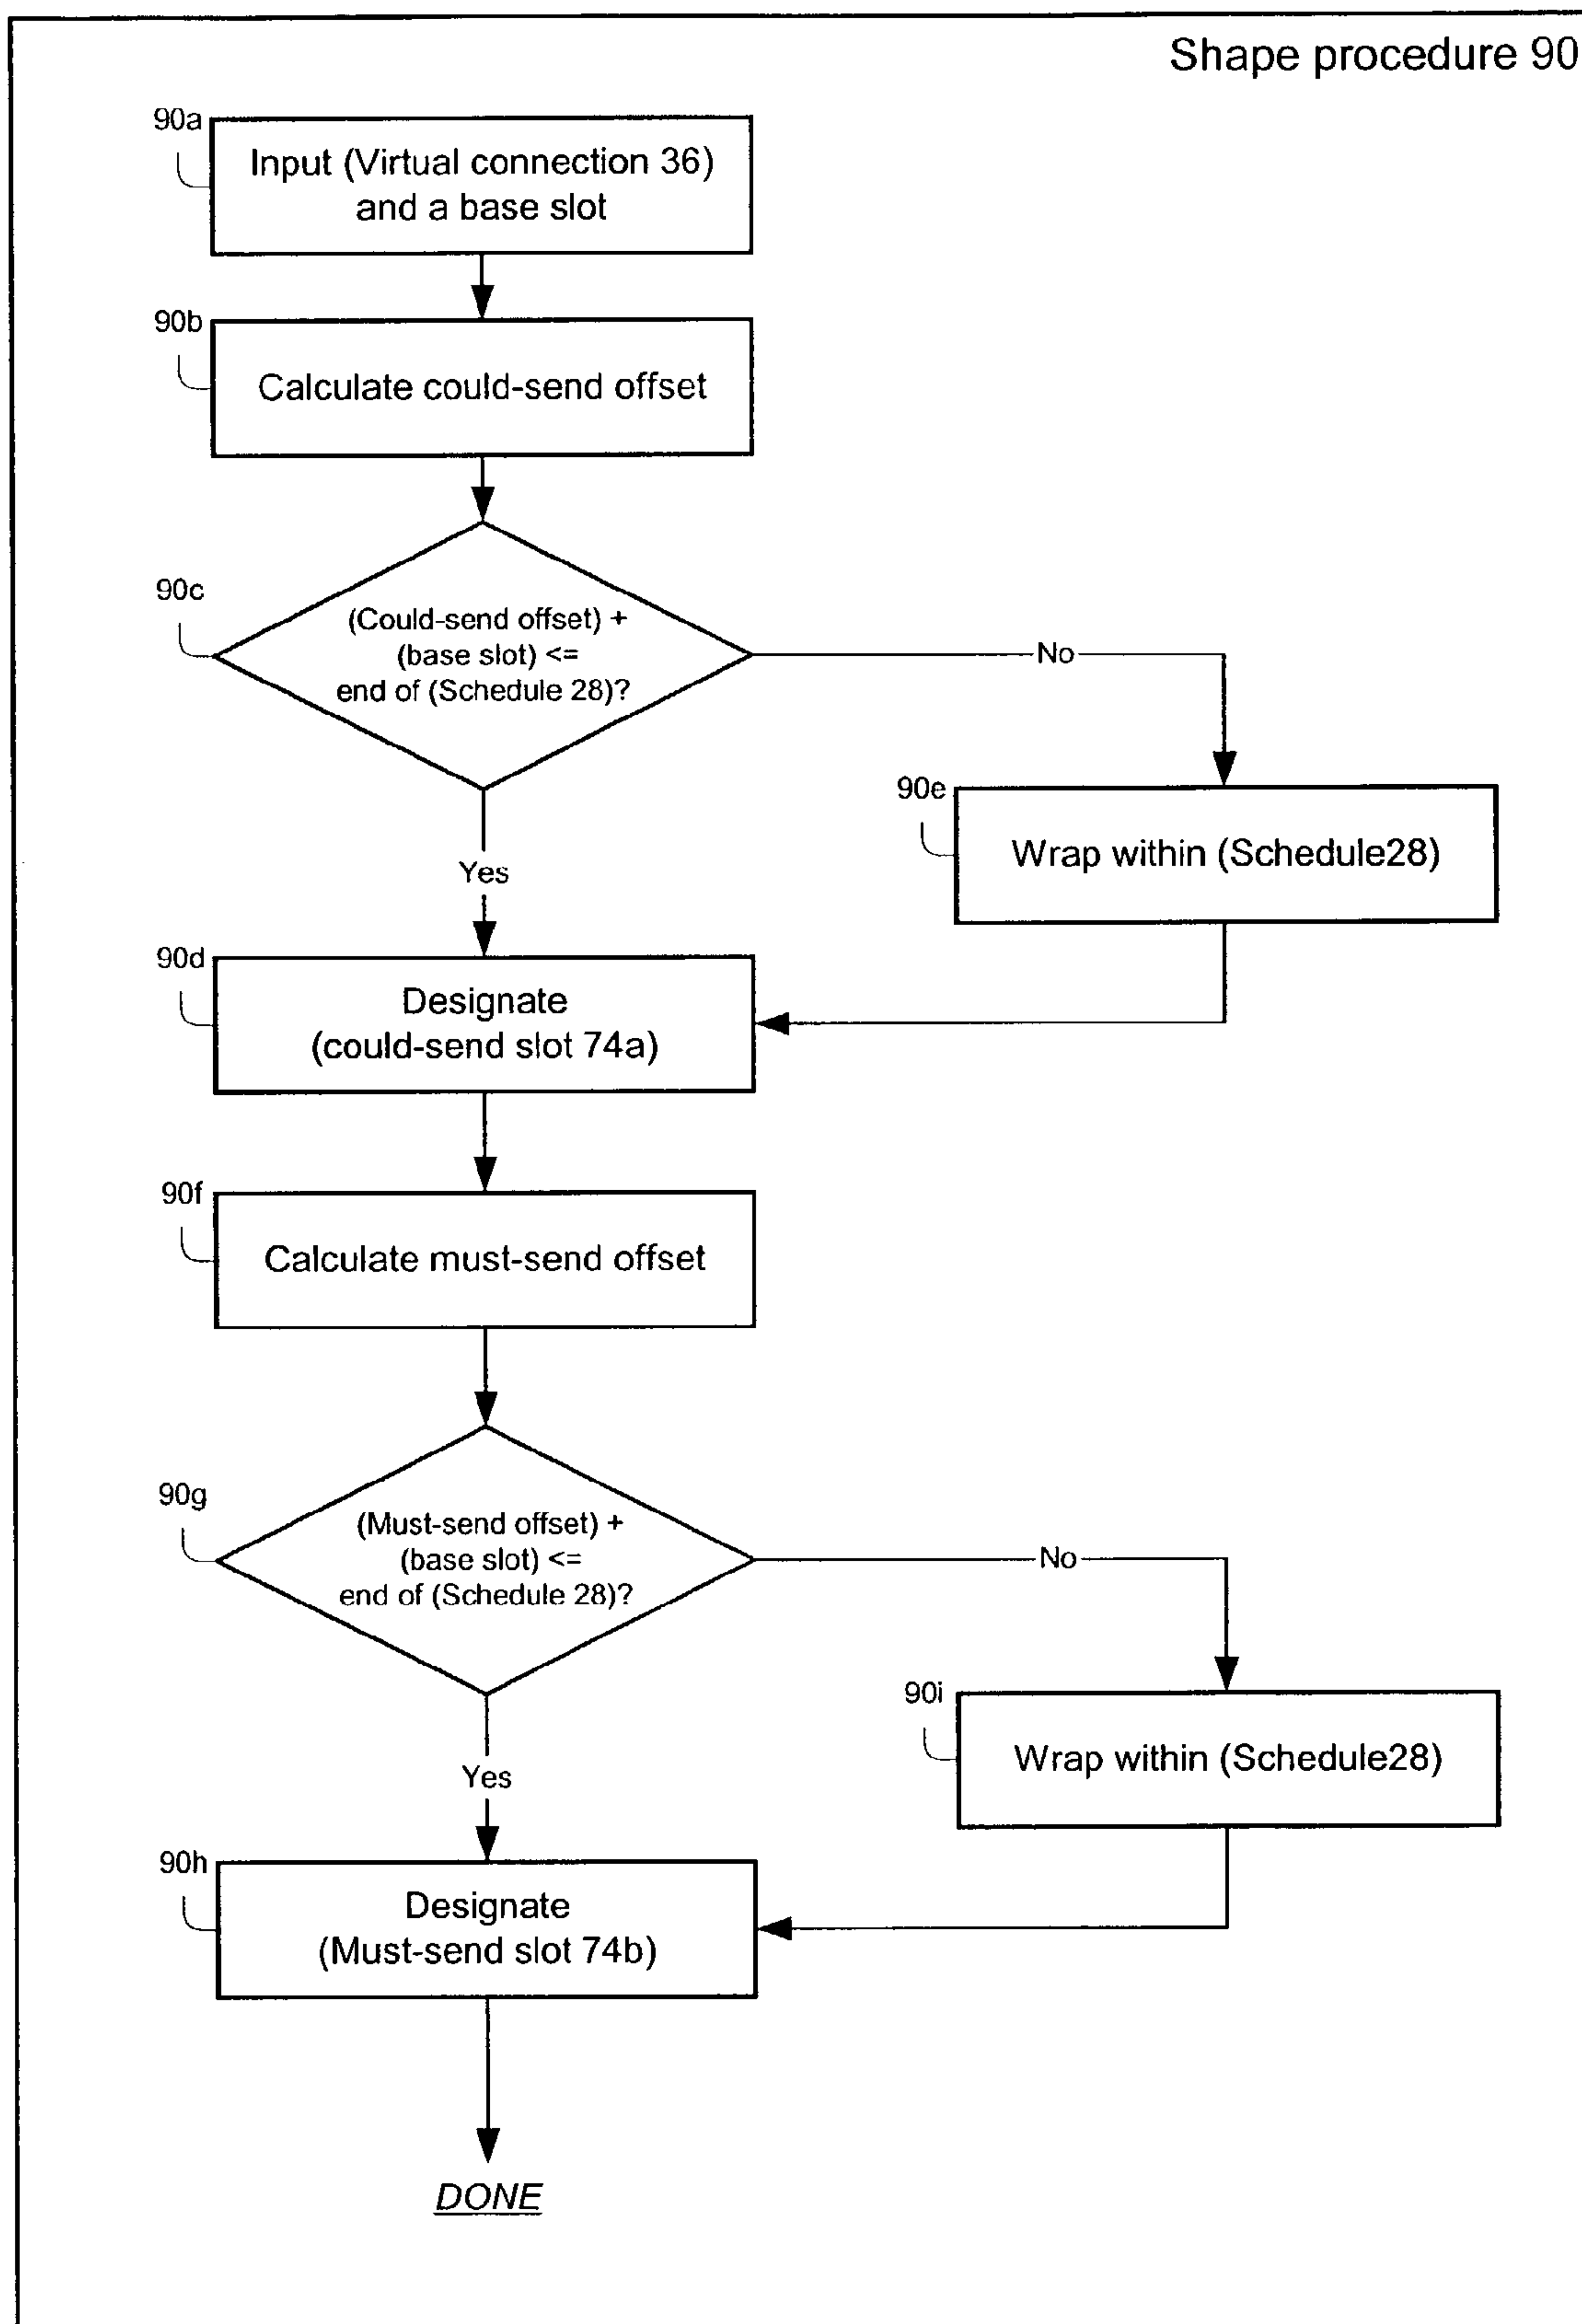 Shape procedure 90
90a
Input (Virtual connection 36)
and a base slot
90b
Calculate could-send offset
90c
(Could-send offset) +
(base slot) <=
end of (Schedule 28)?
No
90e
Wrap within (Schedule28)
Yes
90d
Designate
(could-send slot 74a)
90f
Calculate must-send offset
90g
(Must-send offset) +
(base slot) <=
end of (Schedule 28)?
No
90i
Wrap within (Schedule28)
Yes
90h
Designate
(Must-send slot 74b)
DONE